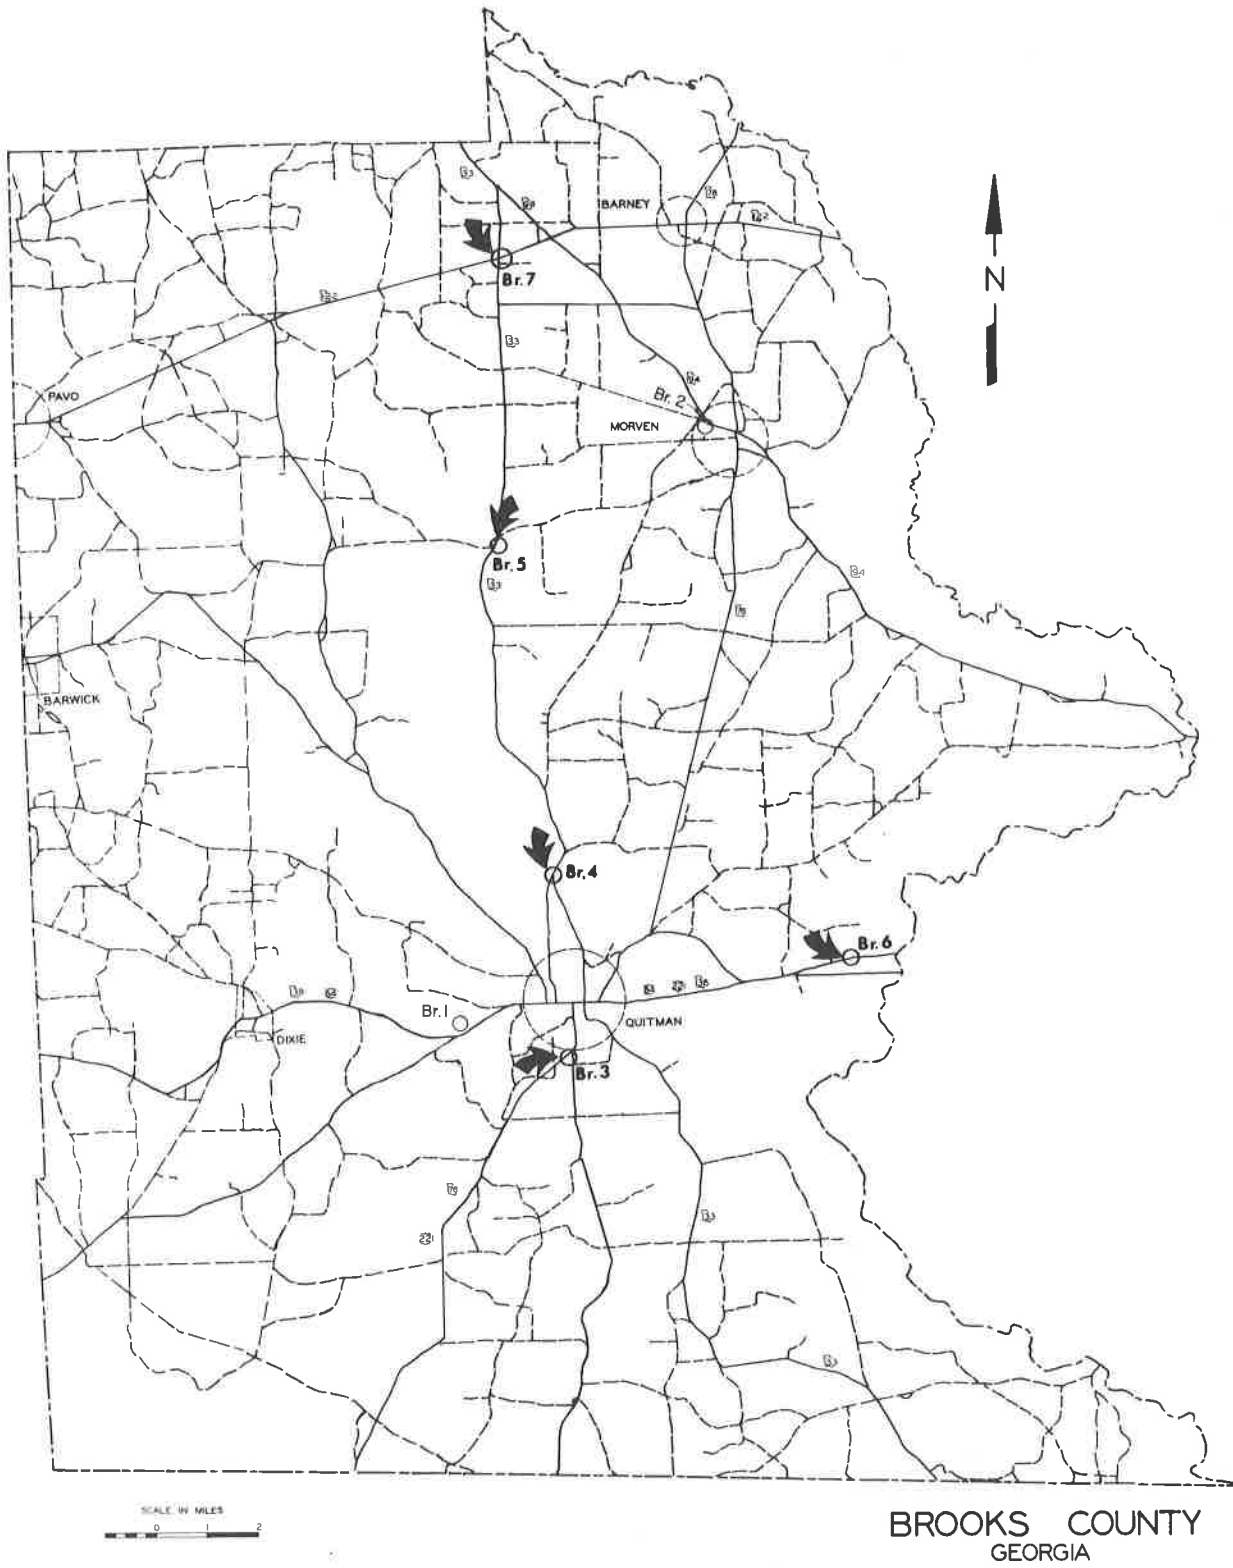 BARNEY
N
Br. 7
PAVO
Br. 2
MORVEN
Br. 5
BARWICK
Br. 4
Br. 6
Br. 1
QUITMAN
DIXIE
Br. 3
SCALE IN MILES
0 1 2
BROOKS COUNTY
GEORGIA